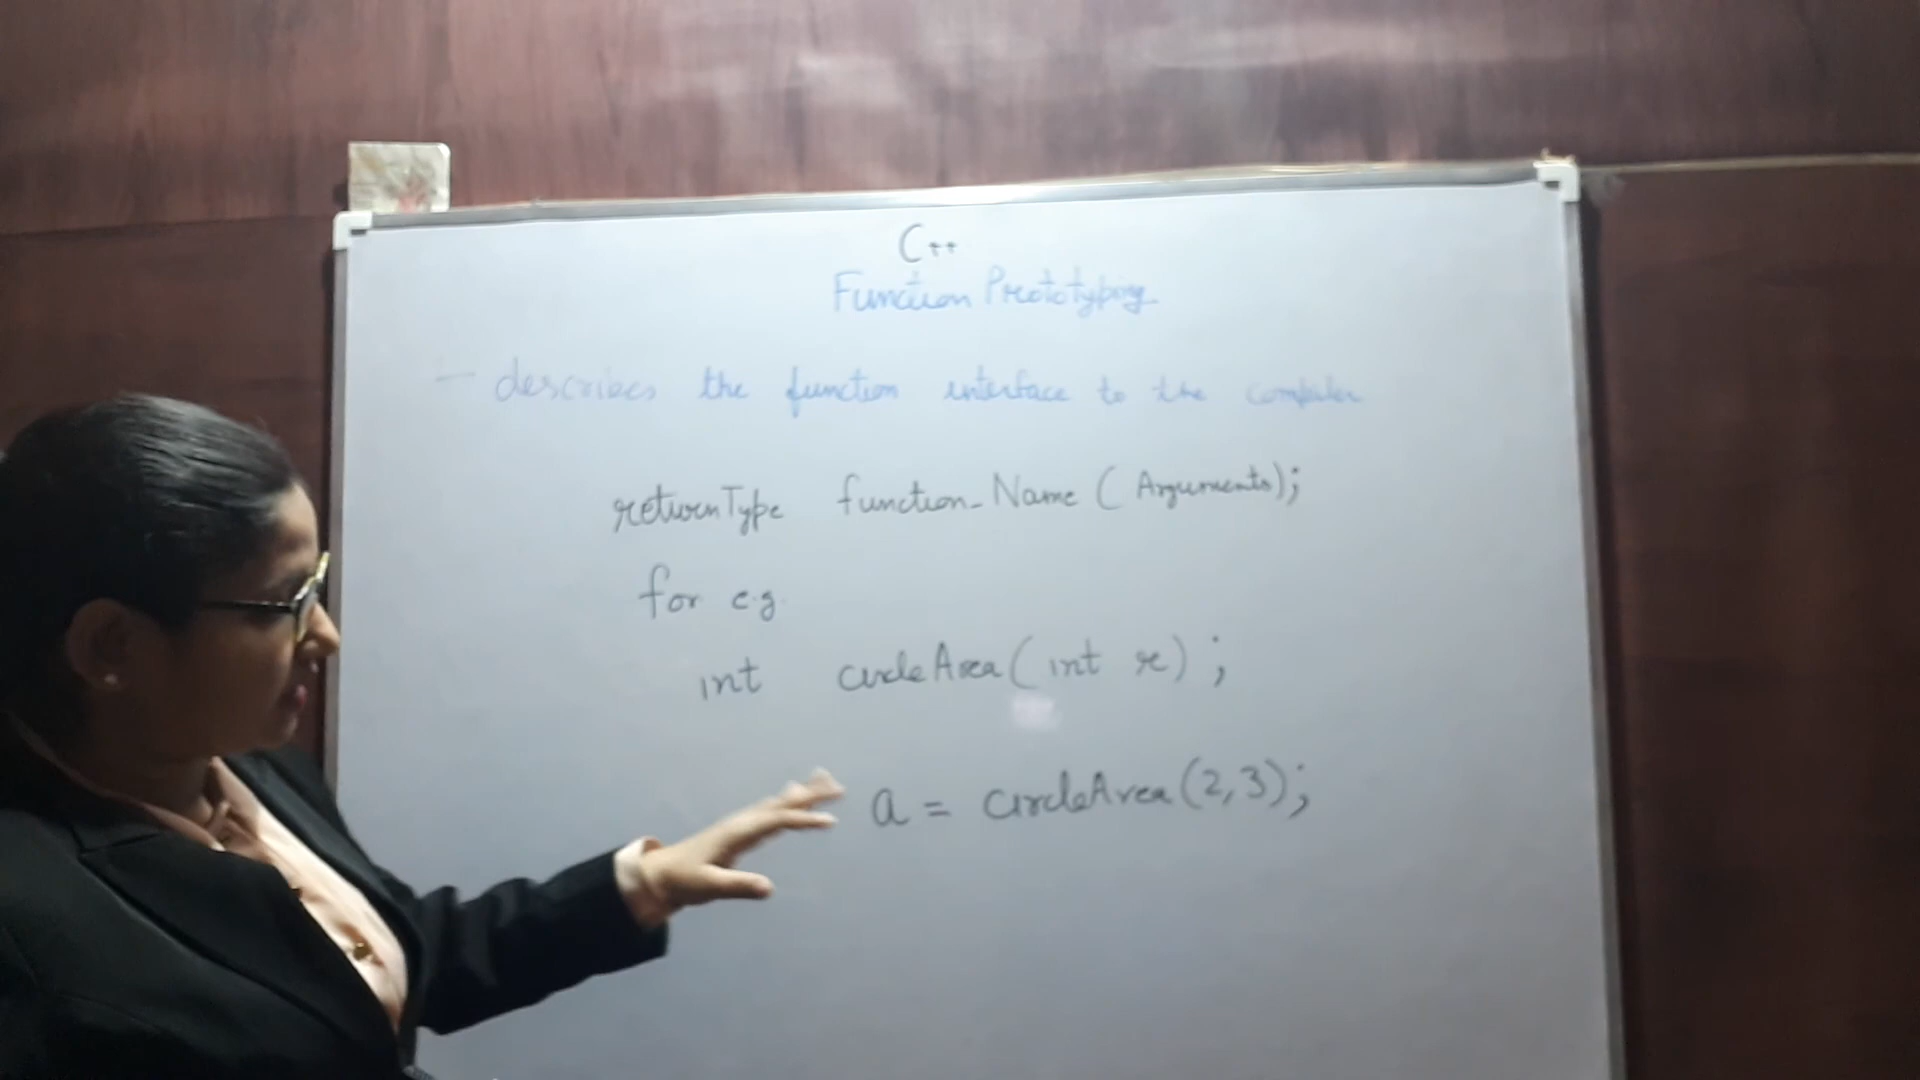 C++
Function Prototyping
- describes the function interface to the compiler
returnType function_Name (Arguments);
for e.g.
int circleArea (int r) ;
a = circleArea (2,3);